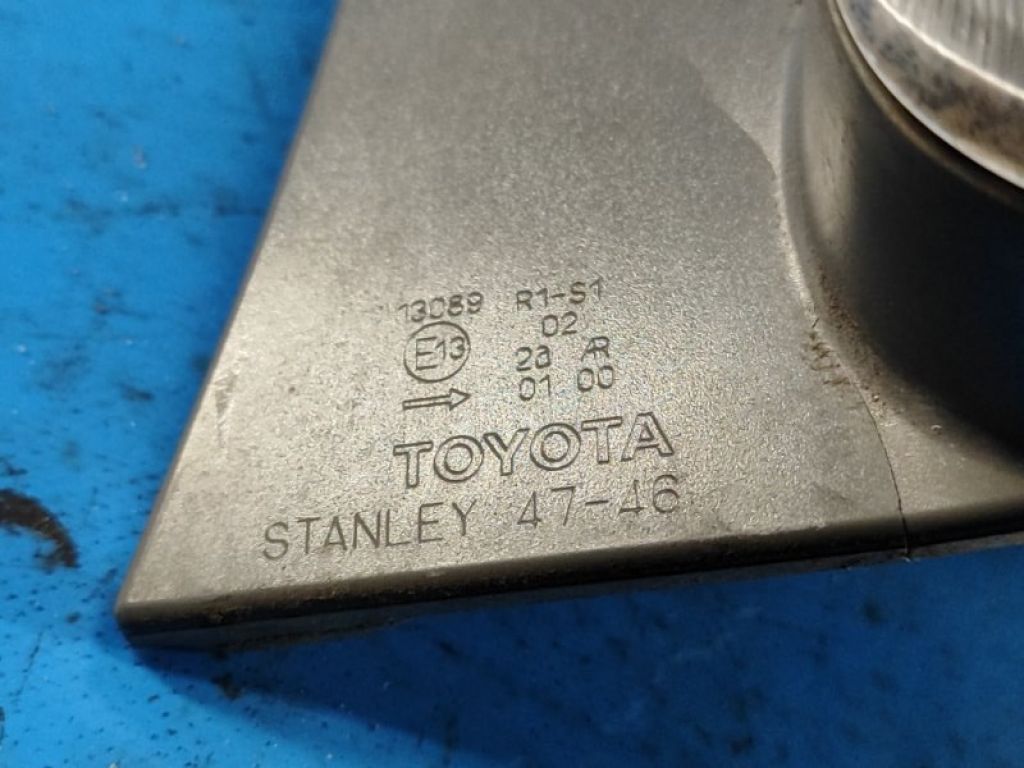 13089 R1-S1
02
E13 2a AR
01 00
TOYOTA
STANLEY 47-46